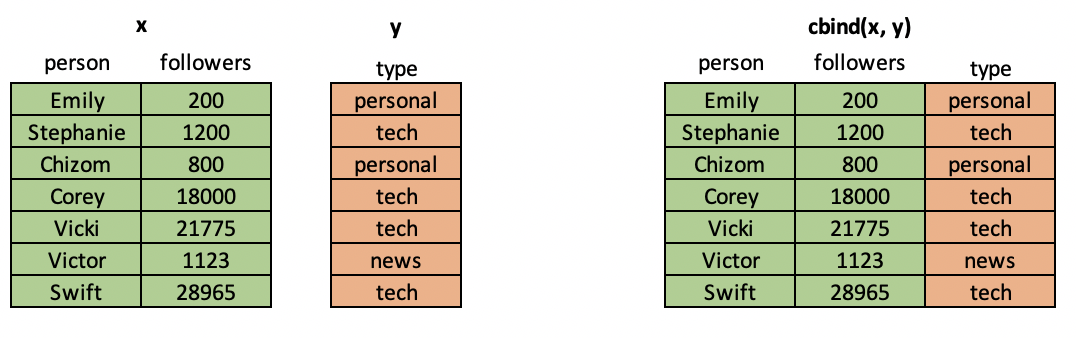 x y cbind(x, y)
person followers type person followers type
Emily 200 personal Emily 200 personal
Stephanie 1200 tech Stephanie 1200 tech
Chizom 800 personal Chizom 800 personal
Corey 18000 tech Corey 18000 tech
Vicki 21775 tech Vicki 21775 tech
Victor 1123 news Victor 1123 news
Swift 28965 tech Swift 28965 tech